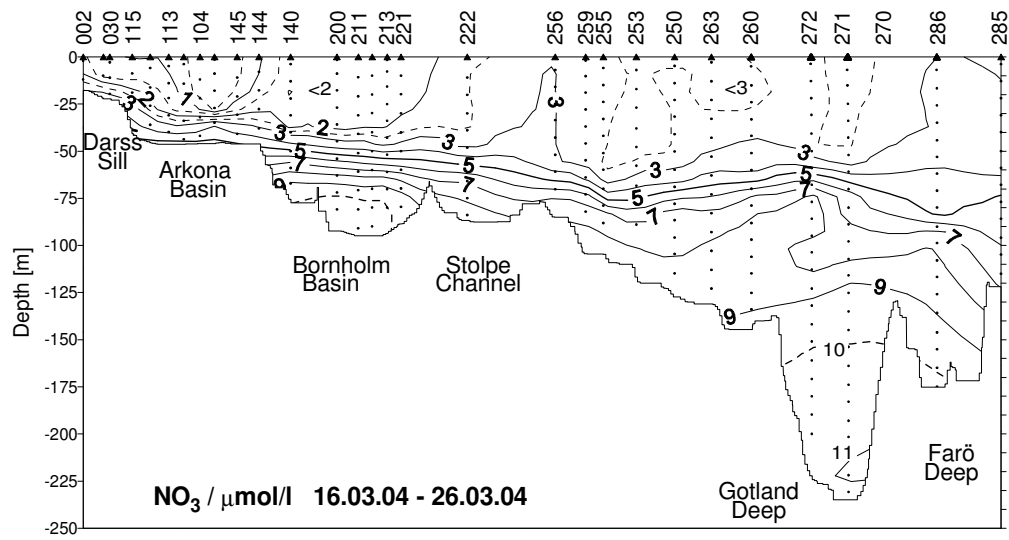 002 030 115 113 104 145 144 140 200 211 213 221 222 256 259 255 253 250 263 260 272 271 270 286 285
0
-25
-50
-75
-100
-125
-150
-175
-200
-225
-250
Depth [m]
3 2 1 <2 2 3 5 7 9
3 5 7
3 <3
3 5 7
3 5 7
7
9 9
10
11
Darss
Sill
Arkona
Basin
Bornholm
Basin
Stolpe
Channel
Gotland
Deep
Farö
Deep
NO3 / μmol/l 16.03.04 - 26.03.04